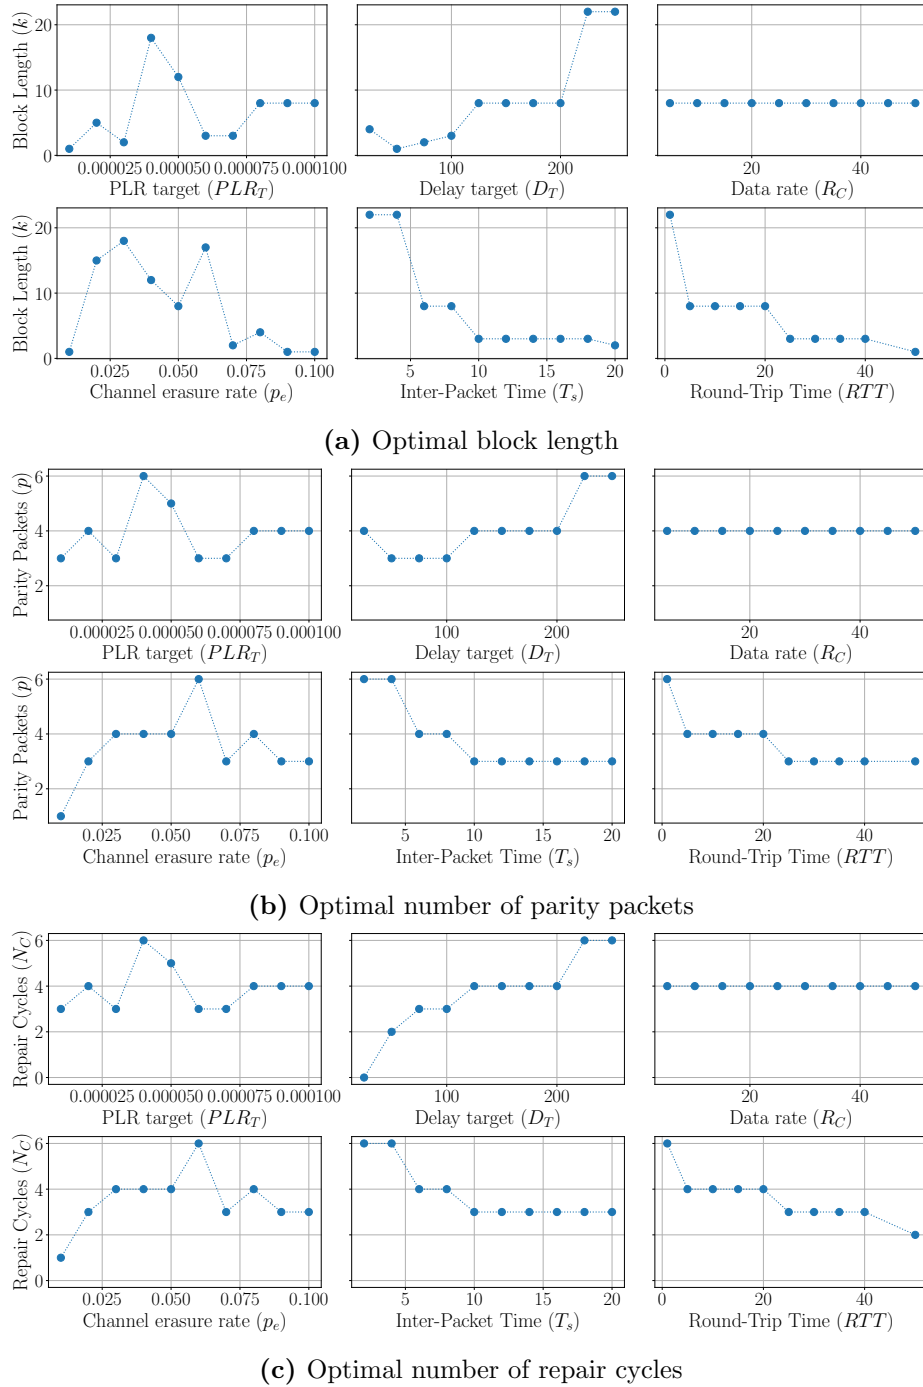 Block Length (k)
20
10
0
0.000025 0.000050 0.000075 0.000100
PLR target (PLR_T)
100 200
Delay target (D_T)
20 40
Data rate (R_C)
Block Length (k)
20
10
0
0.025 0.050 0.075 0.100
Channel erasure rate (p_e)
5 10 15 20
Inter-Packet Time (T_s)
0 20 40
Round-Trip Time (RTT)
(a) Optimal block length
Parity Packets (p)
6
4
2
0.000025 0.000050 0.000075 0.000100
PLR target (PLR_T)
100 200
Delay target (D_T)
20 40
Data rate (R_C)
Parity Packets (p)
6
4
2
0.025 0.050 0.075 0.100
Channel erasure rate (p_e)
5 10 15 20
Inter-Packet Time (T_s)
0 20 40
Round-Trip Time (RTT)
(b) Optimal number of parity packets
Repair Cycles (N_C)
6
4
2
0
0.000025 0.000050 0.000075 0.000100
PLR target (PLR_T)
100 200
Delay target (D_T)
20 40
Data rate (R_C)
Repair Cycles (N_C)
6
4
2
0
0.025 0.050 0.075 0.100
Channel erasure rate (p_e)
5 10 15 20
Inter-Packet Time (T_s)
0 20 40
Round-Trip Time (RTT)
(c) Optimal number of repair cycles